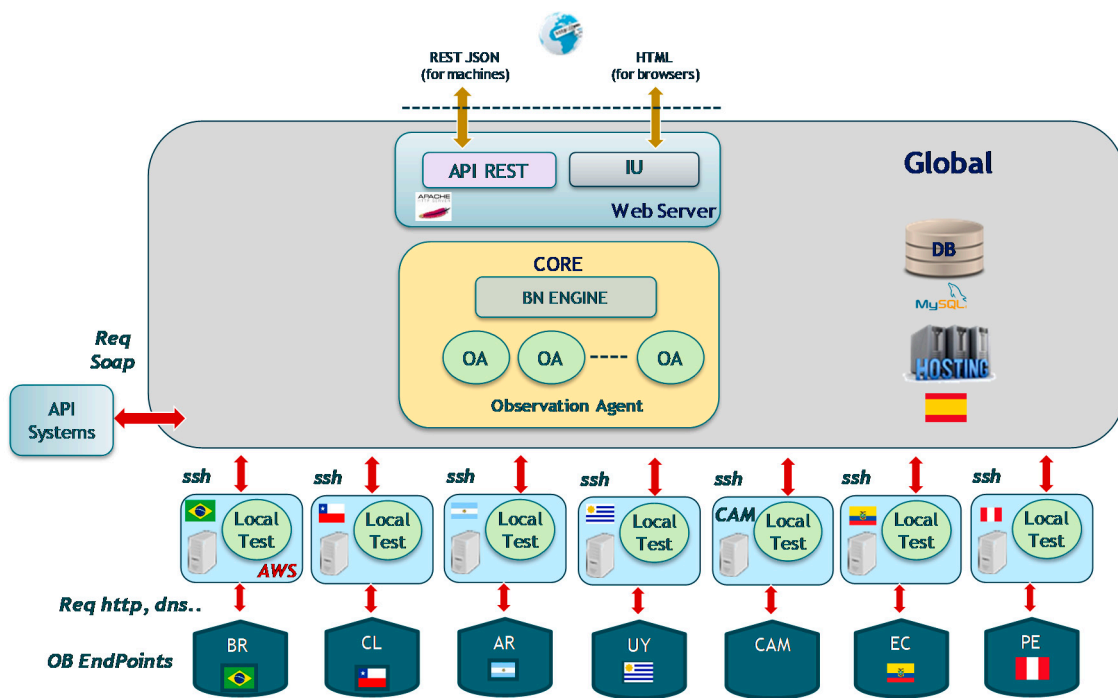 REST JSON
(for machines)
HTML
(for browsers)
API REST
IU
APACHE
Web Server
Global
DB
MySQL
HOSTING
CORE
BN ENGINE
OA
OA
OA
Observation Agent
Req
Soap
API
Systems
ssh
ssh
ssh
ssh
ssh
ssh
ssh
Local
Test
AWS
Local
Test
Local
Test
Local
Test
CAM
Local
Test
Local
Test
Local
Test
Req http, dns..
OB EndPoints
BR
CL
AR
UY
CAM
EC
PE